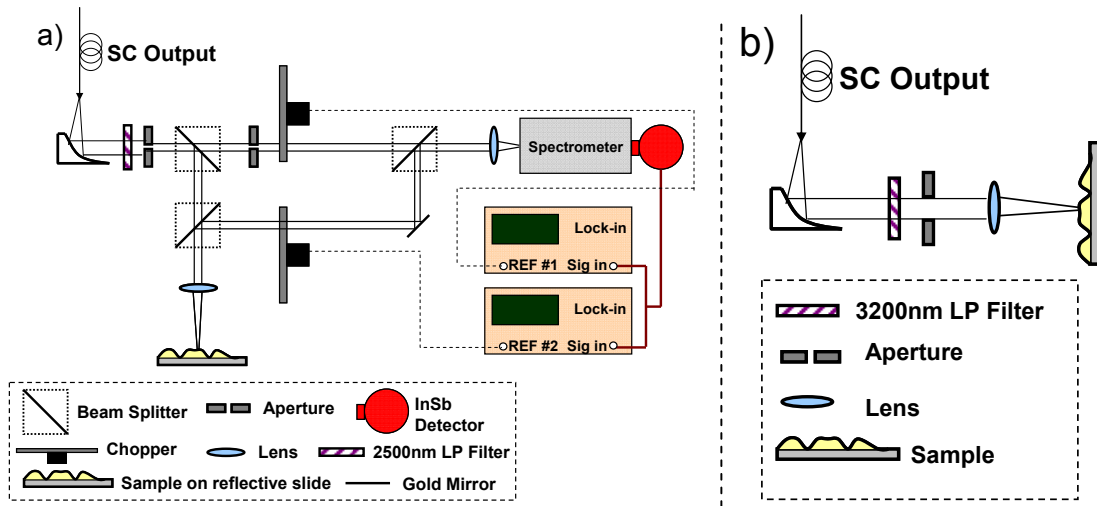 a)
SC Output
Spectrometer
Lock-in
REF #1 Sig in
Lock-in
REF #2 Sig in
Beam Splitter
Aperture
InSb
Detector
Chopper
Lens
2500nm LP Filter
Sample on reflective slide
Gold Mirror
b)
SC Output
3200nm LP Filter
Aperture
Lens
Sample